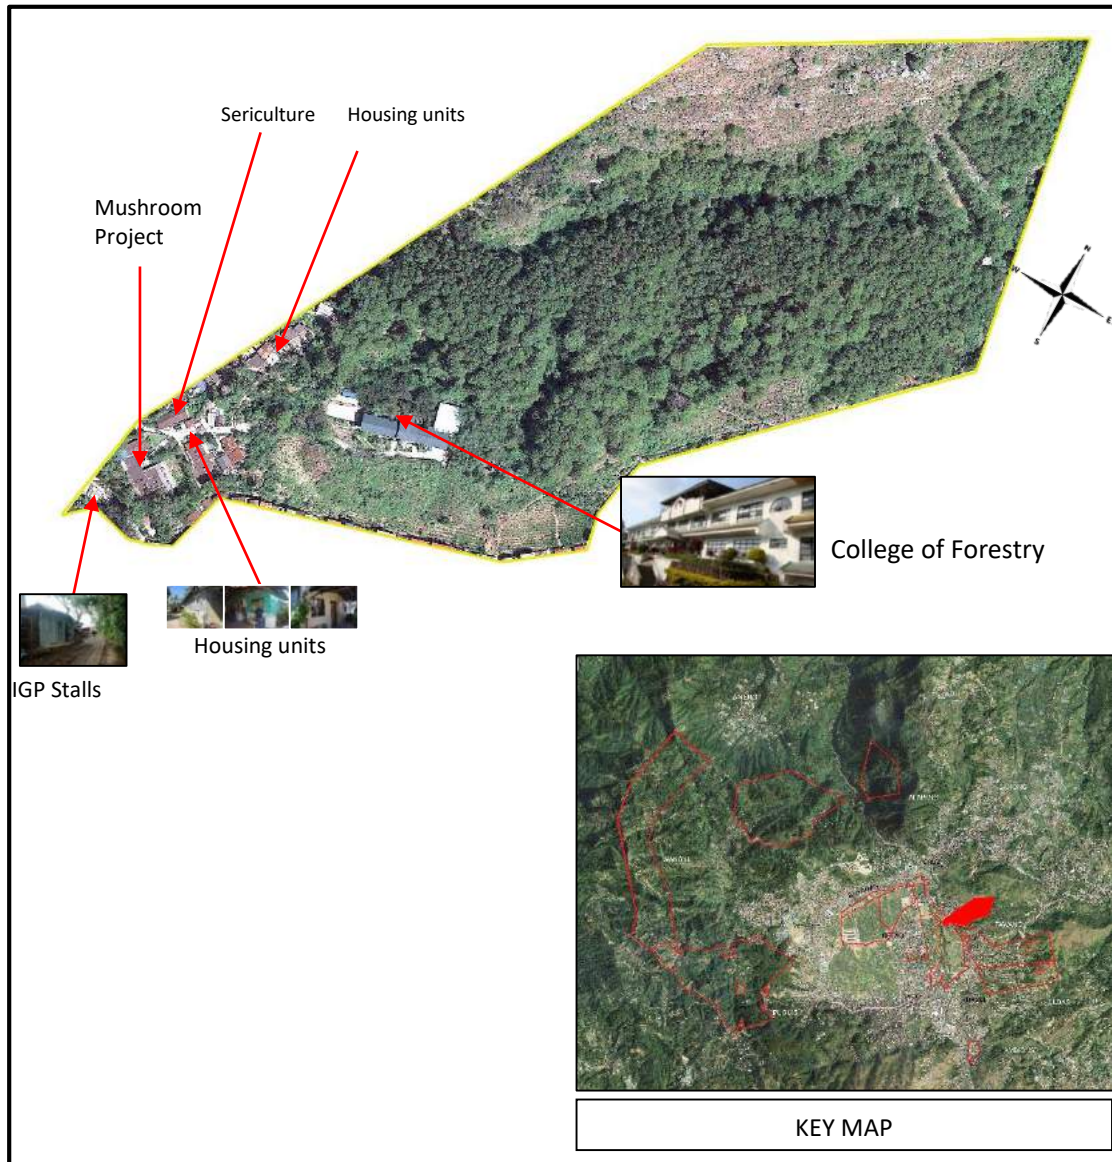 Sericulture
Housing units
Mushroom
Project
N
W
E
S
College of Forestry
Housing units
IGP Stalls
KEY MAP